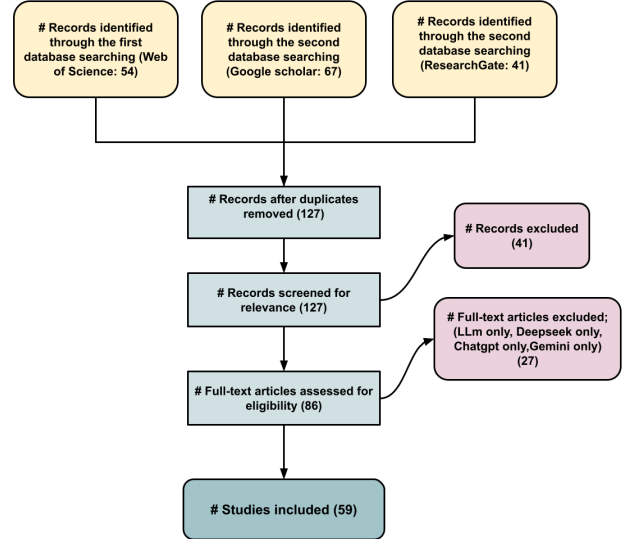 # Records identified
through the first
database searching (Web
of Science: 54)
# Records identified
through the second
database searching
(Google scholar: 67)
# Records identified
through the second
database searching
(ResearchGate: 41)
# Records after duplicates
removed (127)
# Records excluded
(41)
# Records screened for
relevance (127)
# Full-text articles excluded;
(LLm only, Deepseek only,
Chatgpt only,Gemini only)
(27)
# Full-text articles assessed for
eligibility (86)
# Studies included (59)